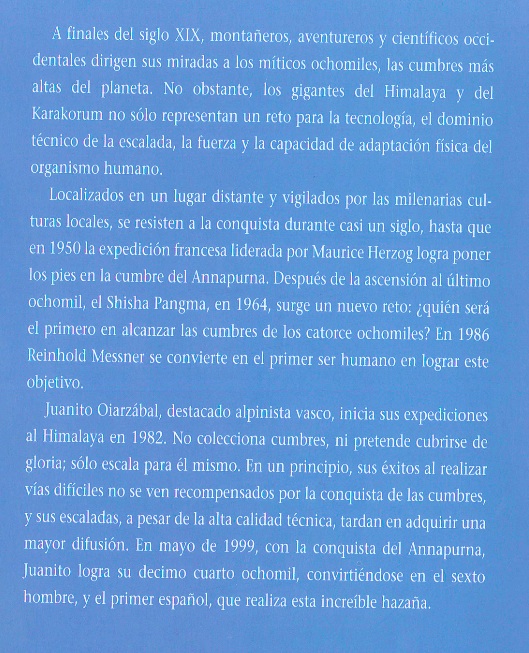 A finales del siglo XIX, montañeros, aventureros y científicos occi-
dentales dirigen sus miradas a los míticos ochomiles, las cumbres más
altas del planeta. No obstante, los gigantes del Himalaya y del
Karakorum no sólo representan un reto para la tecnología, el dominio
técnico de la escalada, la fuerza y la capacidad de adaptación física del
organismo humano.
Localizados en un lugar distante y vigilados por las milenarias cul-
turas locales, se resisten a la conquista durante casi un siglo, hasta que
en 1950 la expedición francesa liderada por Maurice Herzog logra poner
los pies en la cumbre del Annapurna. Después de la ascensión al último
ochomil, el Shisha Pangma, en 1964, surge un nuevo reto: ¿quién será
el primero en alcanzar las cumbres de los catorce ochomiles? En 1986
Reinhold Messner se convierte en el primer ser humano en lograr este
objetivo.
Juanito Oiarzábal, destacado alpinista vasco, inicia sus expediciones
al Himalaya en 1982. No colecciona cumbres, ni pretende cubrirse de
gloria; sólo escala para él mismo. En un principio, sus éxitos al realizar
vías difíciles no se ven recompensados por la conquista de las cumbres,
y sus escaladas, a pesar de la alta calidad técnica, tardan en adquirir una
mayor difusión. En mayo de 1999, con la conquista del Annapurna,
Juanito logra su decimo cuarto ochomil, convirtiéndose en el sexto
hombre, y el primer español, que realiza esta increíble hazaña.